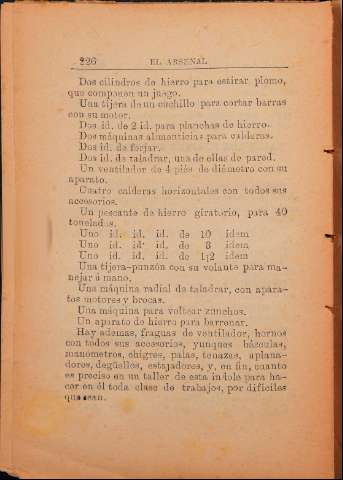 226 EL ARSENAL
Dos cilindros de hierro para estirar plomo,
que componen un juego.
Una tijera de un cuchillo para cortar barras
con su motor.
Dos id. de 2 id. para planchas de hierro.
Dos máquinas alimenticias para calderas.
Dos id. de forjar.
Dos id. de taladrar, una de ellas de pared.
Un ventilador de 4 piés de diámetro con su
aparato.
Cuatro calderas horizontales con todos sus
accesorios.
Un pescante de hierro giratorio, para 40
toneladas.
Uno id. id. id. de 10 idem
Uno id. id. id. de 3 idem
Uno id. id. id. de 1;2 idem
Una tijera-punzón con su volante para ma-
nejar á mano.
Una máquina radial de taladrar, con apara-
tos motores y brocas.
Una máquina para voltear zunchos.
Un aparato de hierro para barrenar.
Hay ademas, fraguas de ventilador, hornos
con todos sus accesorios, yunques básculas,
manómetros, chigres, palas, tenazas, aplana-
dores, degüellos, estajadores, y, en fin, cuanto
es preciso en un taller de esta índole para ha-
cer en él toda clase de trabajos, por dificiles
que sean.